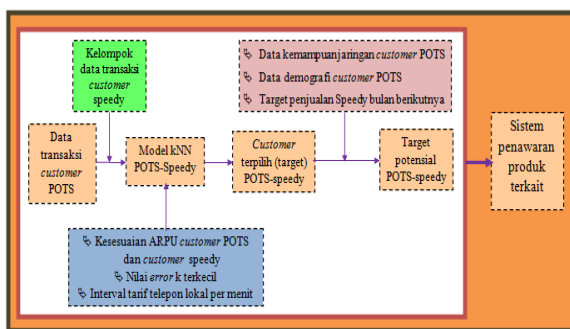 Kelompok
data transaksi
customer
speedy
Data kemampuan jaringan customer POTS
Data demografi customer POTS
Target penjualan Speedy bulan berikutnya
Data
transaksi
customer
POTS
Model kNN
POTS-Speedy
Customer
terpilih (target)
POTS-speedy
Target
potensial
POTS-speedy
Sistem
penawaran
produk
terkait
Kesesuaian ARPU customer POTS
dan customer speedy
Nilai error k terkecil
Interval tarif telepon lokal per menit